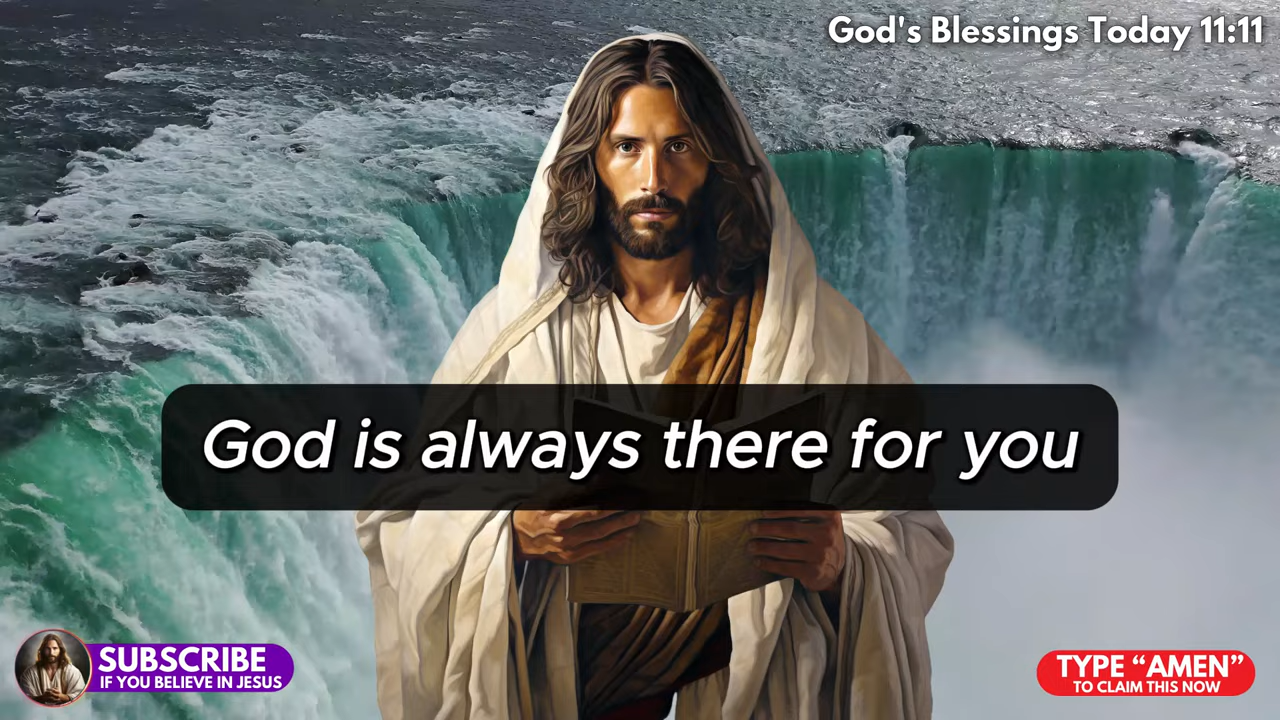 God's Blessings Today 11:11
God is always there for you
SUBSCRIBE
IF YOU BELIEVE IN JESUS
TYPE “AMEN”
TO CLAIM THIS NOW